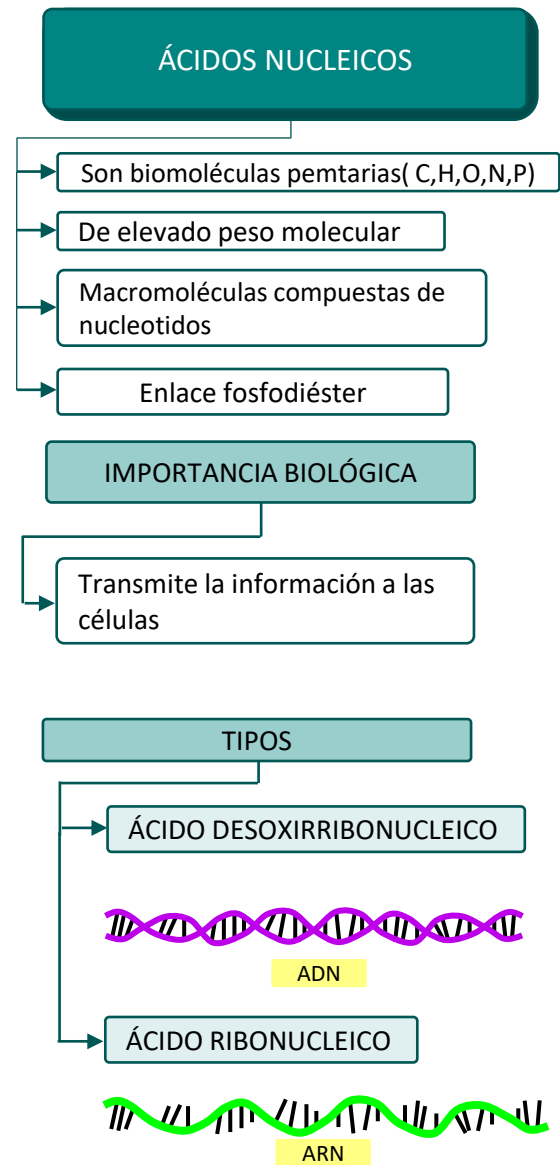 ÁCIDOS NUCLEICOS
Son biomoléculas pemtarias( C,H,O,N,P)
De elevado peso molecular
Macromoléculas compuestas de
nucleotidos
Enlace fosfodiéster
IMPORTANCIA BIOLÓGICA
Transmite la información a las
células
TIPOS
ÁCIDO DESOXIRRIBONUCLEICO
ADN
ÁCIDO RIBONUCLEICO
ARN